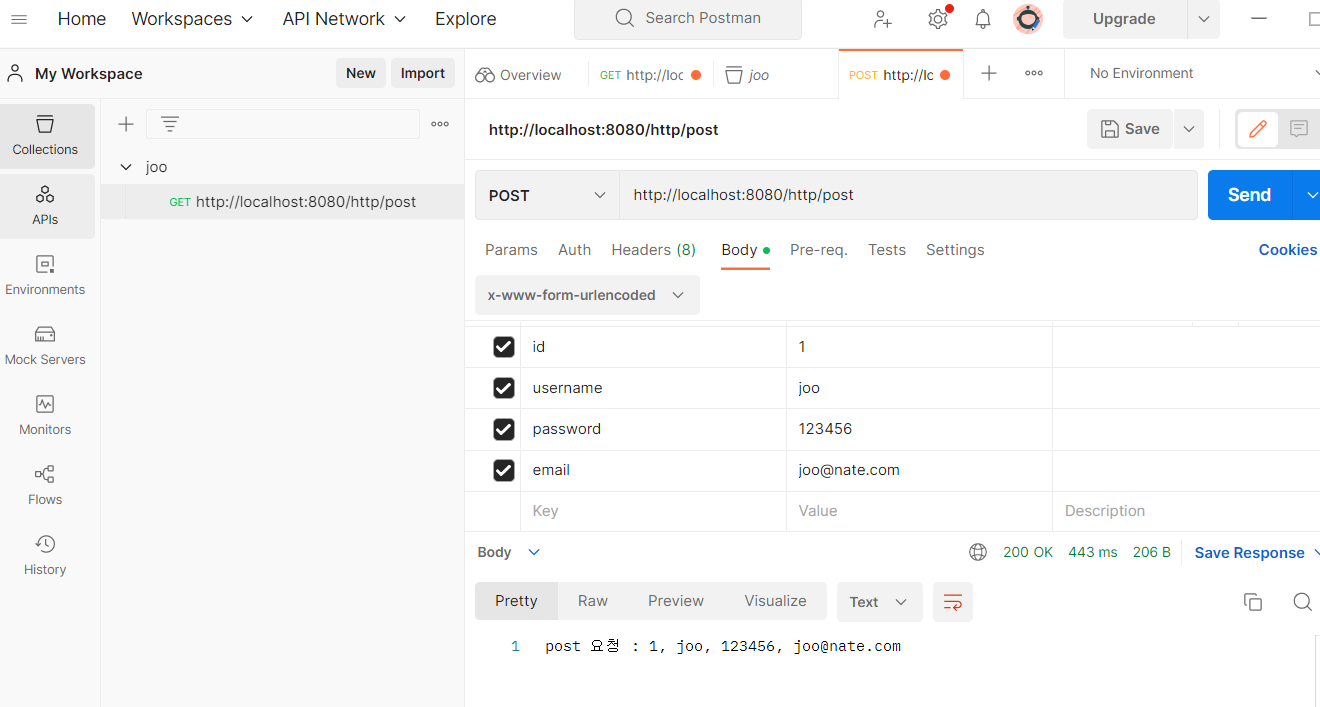 Home Workspaces API Network Explore Search Postman Upgrade
My Workspace New Import
Overview GET http://loc joo POST http://lc No Environment
Collections
APIs
Environments
Mock Servers
Monitors
Flows
History
joo
GET http://localhost:8080/http/post
http://localhost:8080/http/post Save
POST http://localhost:8080/http/post Send
Params Auth Headers (8) Body Pre-req. Tests Settings Cookies
x-www-form-urlencoded
id 1
username joo
password 123456
email joo@nate.com
Key Value Description
Body 200 OK 443 ms 206 B Save Response
Pretty Raw Preview Visualize Text
1 post 요청 : 1, joo, 123456, joo@nate.com